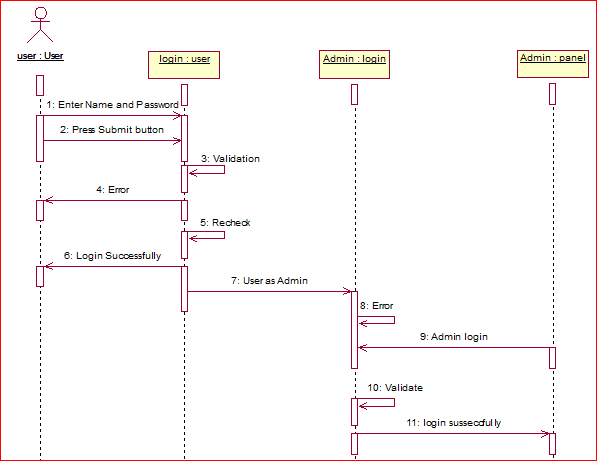 user : User
login : user
Admin : login
Admin : panel
1: Enter Name and Password
2: Press Submit button
3: Validation
4: Error
5: Recheck
6: Login Successfully
7: User as Admin
8: Error
9: Admin login
10: Validate
11: login sussecdfully